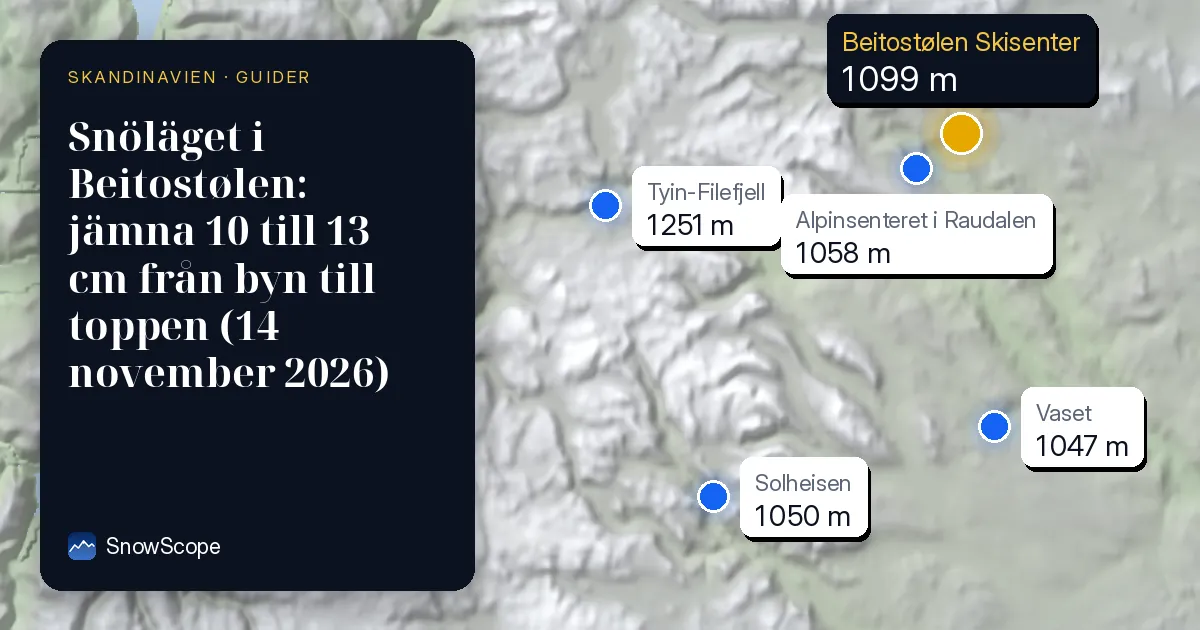 SKANDINAVIEN · GUIDER
Snöläget i
Beitostølen:
jämna 10 till 13
cm från byn till
toppen (14
november 2026)
SnowScope
Beitostølen Skisenter
1099 m
Tyin-Filefjell
1251 m
Alpinsenteret i Raudalen
1058 m
Vaset
1047 m
Solheisen
1050 m